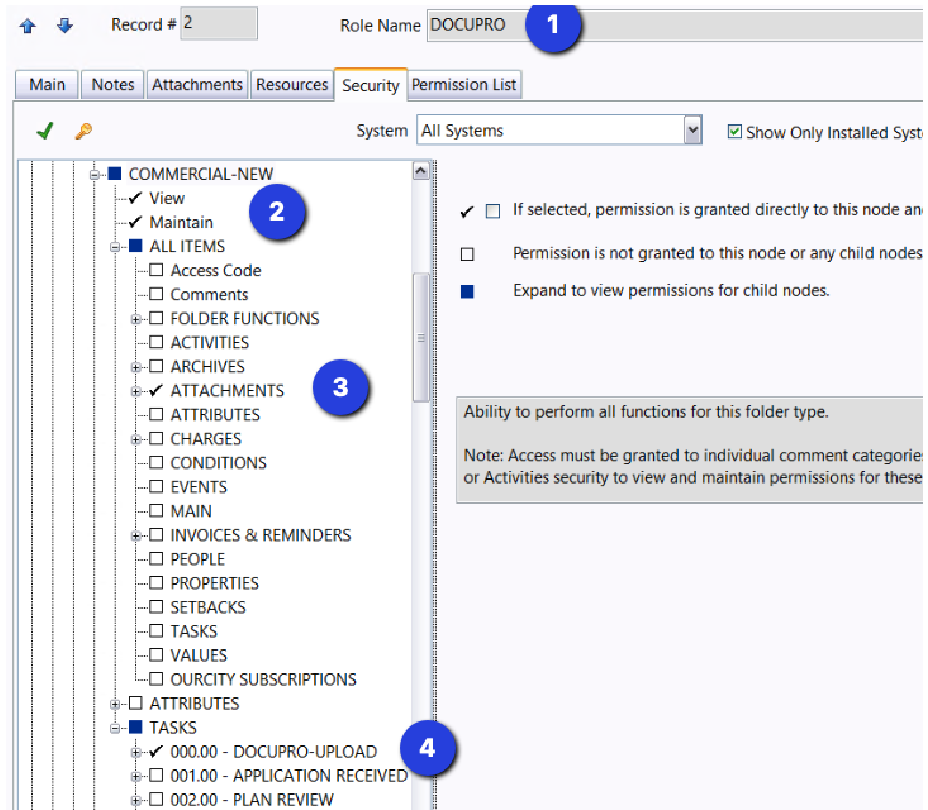 Record # 2 Role Name DOCUPRO 1
Main Notes Attachments Resources Security Permission List
System All Systems Show Only Installed Syst
COMMERCIAL-NEW
View
Maintain
2
ALL ITEMS
Access Code
Comments
FOLDER FUNCTIONS
ACTIVITIES
ARCHIVES
ATTACHMENTS
3
ATTRIBUTES
CHARGES
CONDITIONS
EVENTS
MAIN
INVOICES & REMINDERS
PEOPLE
PROPERTIES
SETBACKS
TASKS
VALUES
OURCITY SUBSCRIPTIONS
ATTRIBUTES
TASKS
000.00 - DOCUPRO-UPLOAD
4
001.00 - APPLICATION RECEIVED
002.00 - PLAN REVIEW
If selected, permission is granted directly to this node an
Permission is not granted to this node or any child nodes
Expand to view permissions for child nodes.
Ability to perform all functions for this folder type.
Note: Access must be granted to individual comment categorie
or Activities security to view and maintain permissions for these